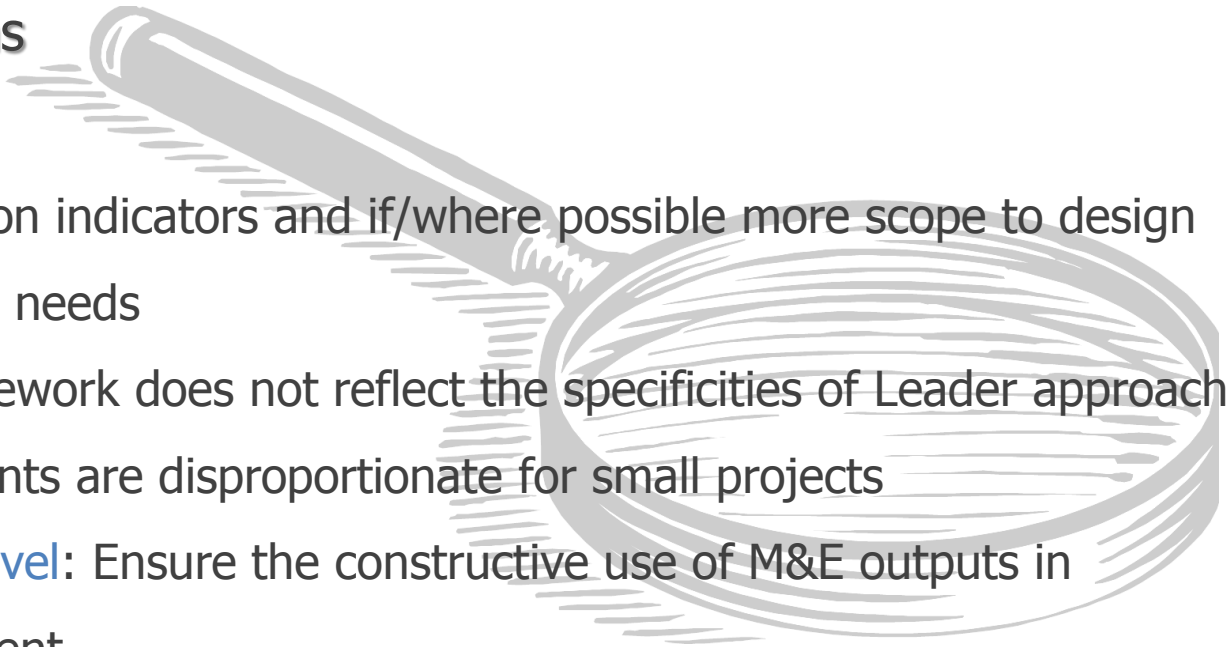 on indicators and if/where possible more scope to design
needs
ework does not reflect the specificities of Leader approach
nts are disproportionate for small projects
vel: Ensure the constructive use of M&E outputs in